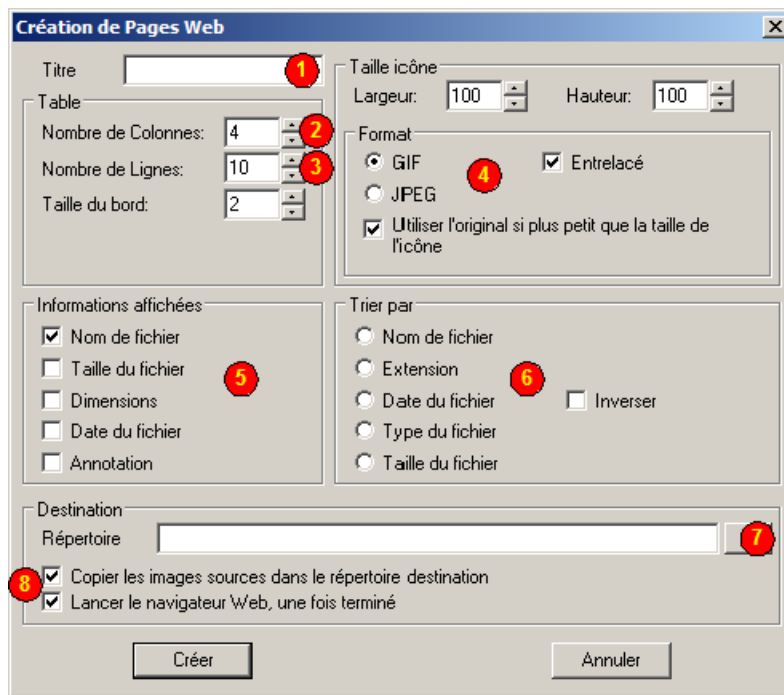 Création de Pages Web
Titre
1
Table
Nombre de Colonnes: 4
2
Nombre de Lignes: 10
3
Taille du bord: 2
Taille icône
Largeur: 100 Hauteur: 100
Format
GIF
4
Entrelacé
JPEG
Utiliser l'original si plus petit que la taille de
l'icône
Informations affichées
Nom de fichier
Taille du fichier
5
Dimensions
Date du fichier
Annotation
Trier par
Nom de fichier
Extension
6
Date du fichier
Inverser
Type du fichier
Taille du fichier
Destination
Répertoire
7
8
Copier les images sources dans le répertoire destination
Lancer le navigateur Web, une fois terminé
Créer
Annuler